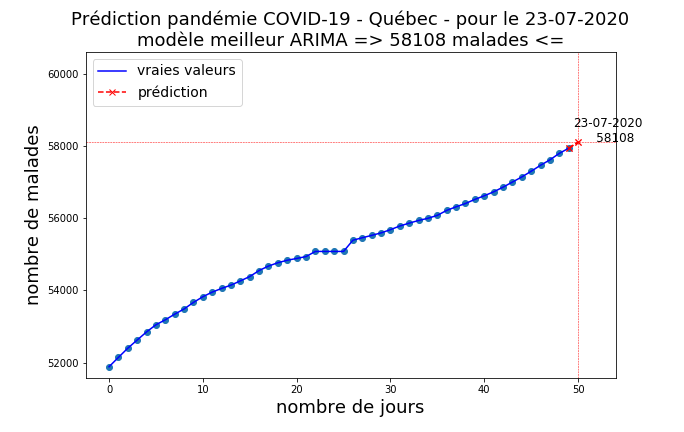 Prédiction pandémie COVID-19 - Québec - pour le 23-07-2020
modèle meilleur ARIMA => 58108 malades <=
vraies valeurs
prédiction
23-07-2020
58108
nombre de malades
60000
58000
56000
54000
52000
0 10 20 30 40 50
nombre de jours